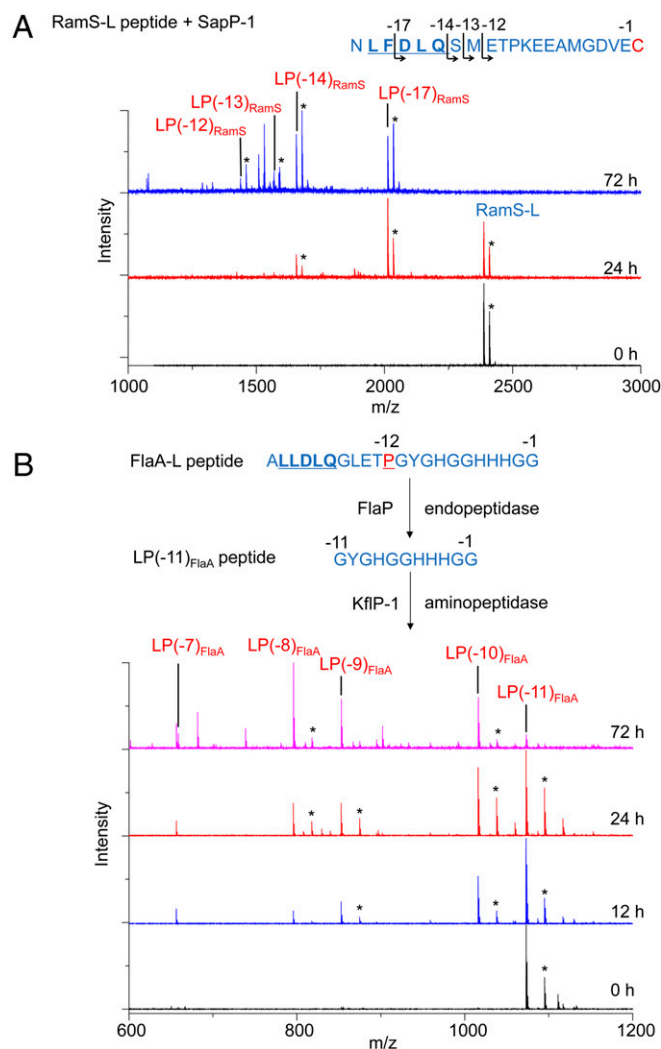 A
RamS-L peptide + SapP-1
-17 -14 -13 -12 -1
NLFDLQSMETPKEEAMGDVEC
LP(-14)RamS
LP(-13)RamS
LP(-17)RamS
LP(-12)RamS
* * * *
72 h
RamS-L
Intensity
* * *
24 h
*
0 h
1000 1500 2000 2500 3000
m/z
B
-12 -1
FlaA-L peptide ALLDLQGLETPGYGHGGHHHGG
FlaP endopeptidase
-11 -1
LP(-11)FlaA peptide GYGHGGHHHGG
KflP-1 aminopeptidase
LP(-7)FlaA LP(-8)FlaA LP(-10)FlaA
LP(-9)FlaA
LP(-11)FlaA
* *
72 h
* * * *
24 h
Intensity
* * *
12 h
*
0 h
600 800 1000 1200
m/z